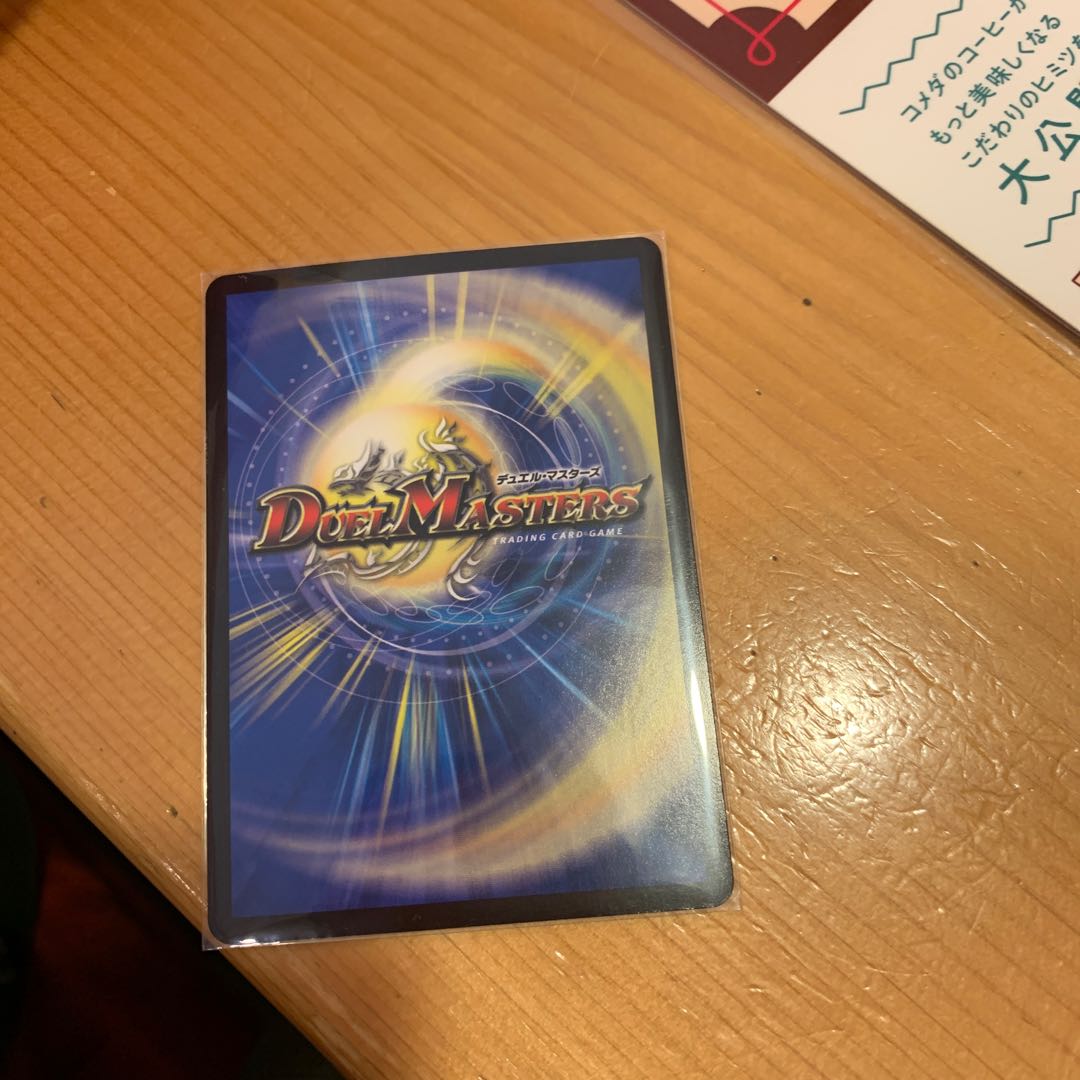 コメダのコーヒーが
もっと美味しくなる
こだわりのヒミツを
大公開
デュエル・マスターズ
DUEL MASTERS
TRADING CARD GAME